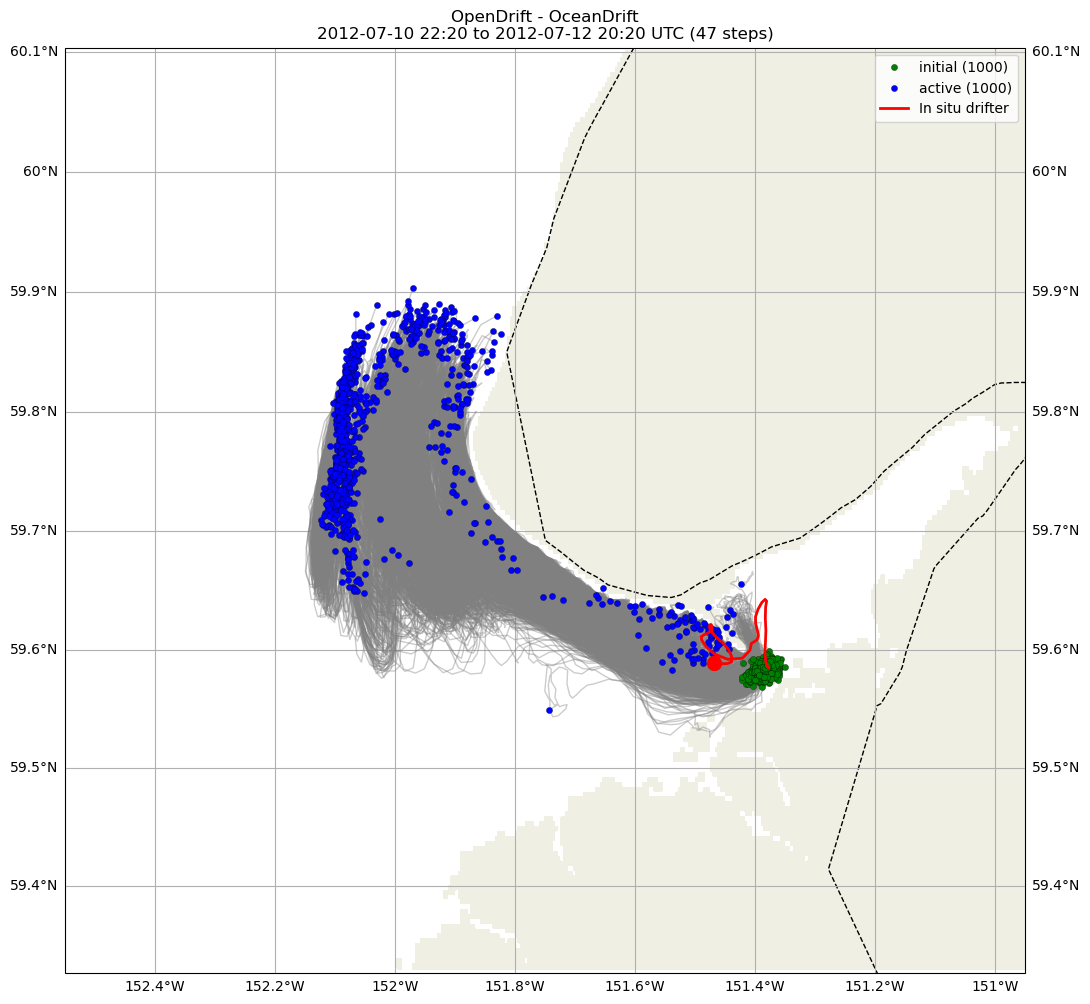 OpenDrift - OceanDrift
2012-07-10 22:20 to 2012-07-12 20:20 UTC (47 steps)
60.1°N
60.1°N
initial (1000)
active (1000)
In situ drifter
60°N
60°N
59.9°N
59.9°N
59.8°N
59.8°N
59.7°N
59.7°N
59.6°N
59.6°N
59.5°N
59.5°N
59.4°N
59.4°N
152.4°W
152.2°W
152°W
151.8°W
151.6°W
151.4°W
151.2°W
151°W